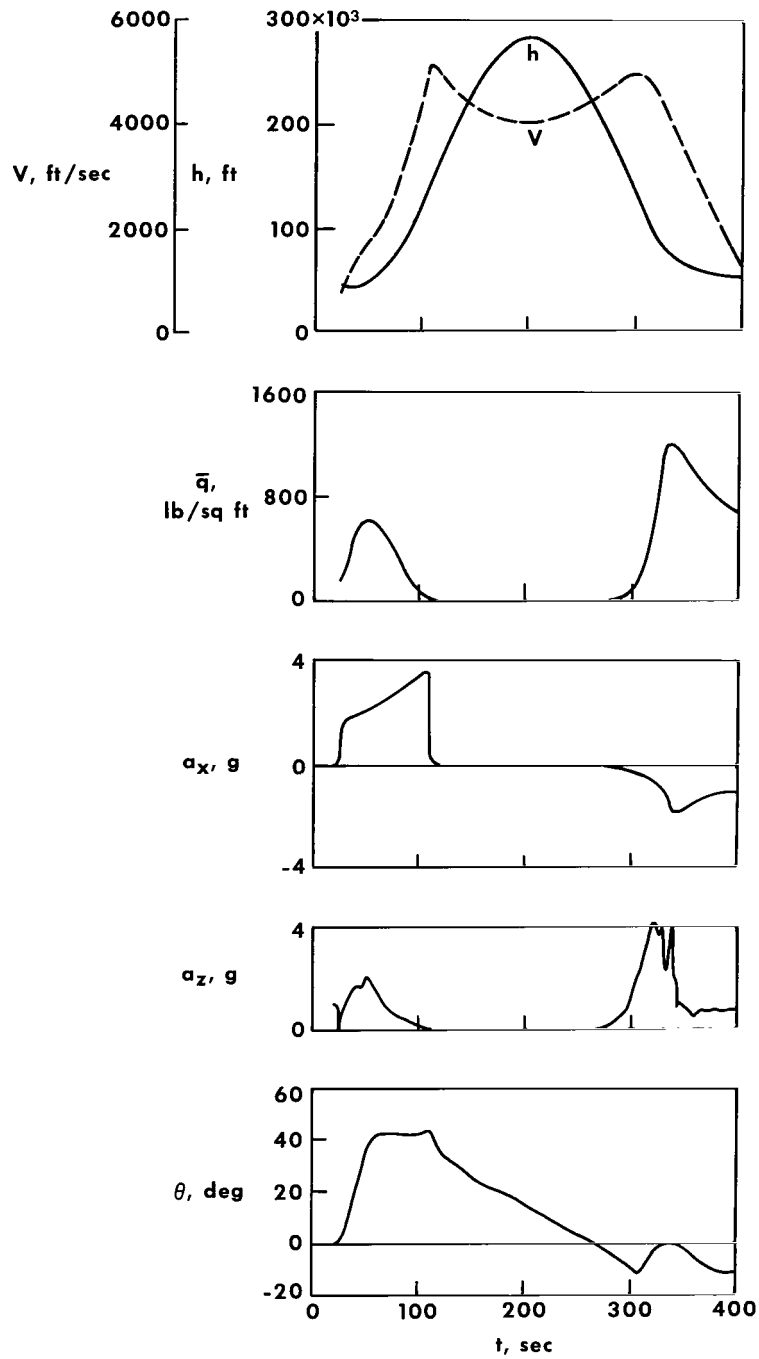 6000
4000
2000
0
V, ft/sec
h, ft
300×10³
200
100
0
h
V
1600
800
0
q̄,
lb/sq ft
4
0
-4
aₓ, g
4
0
a_z, g
60
40
20
0
-20
θ, deg
0 100 200 300 400
t, sec